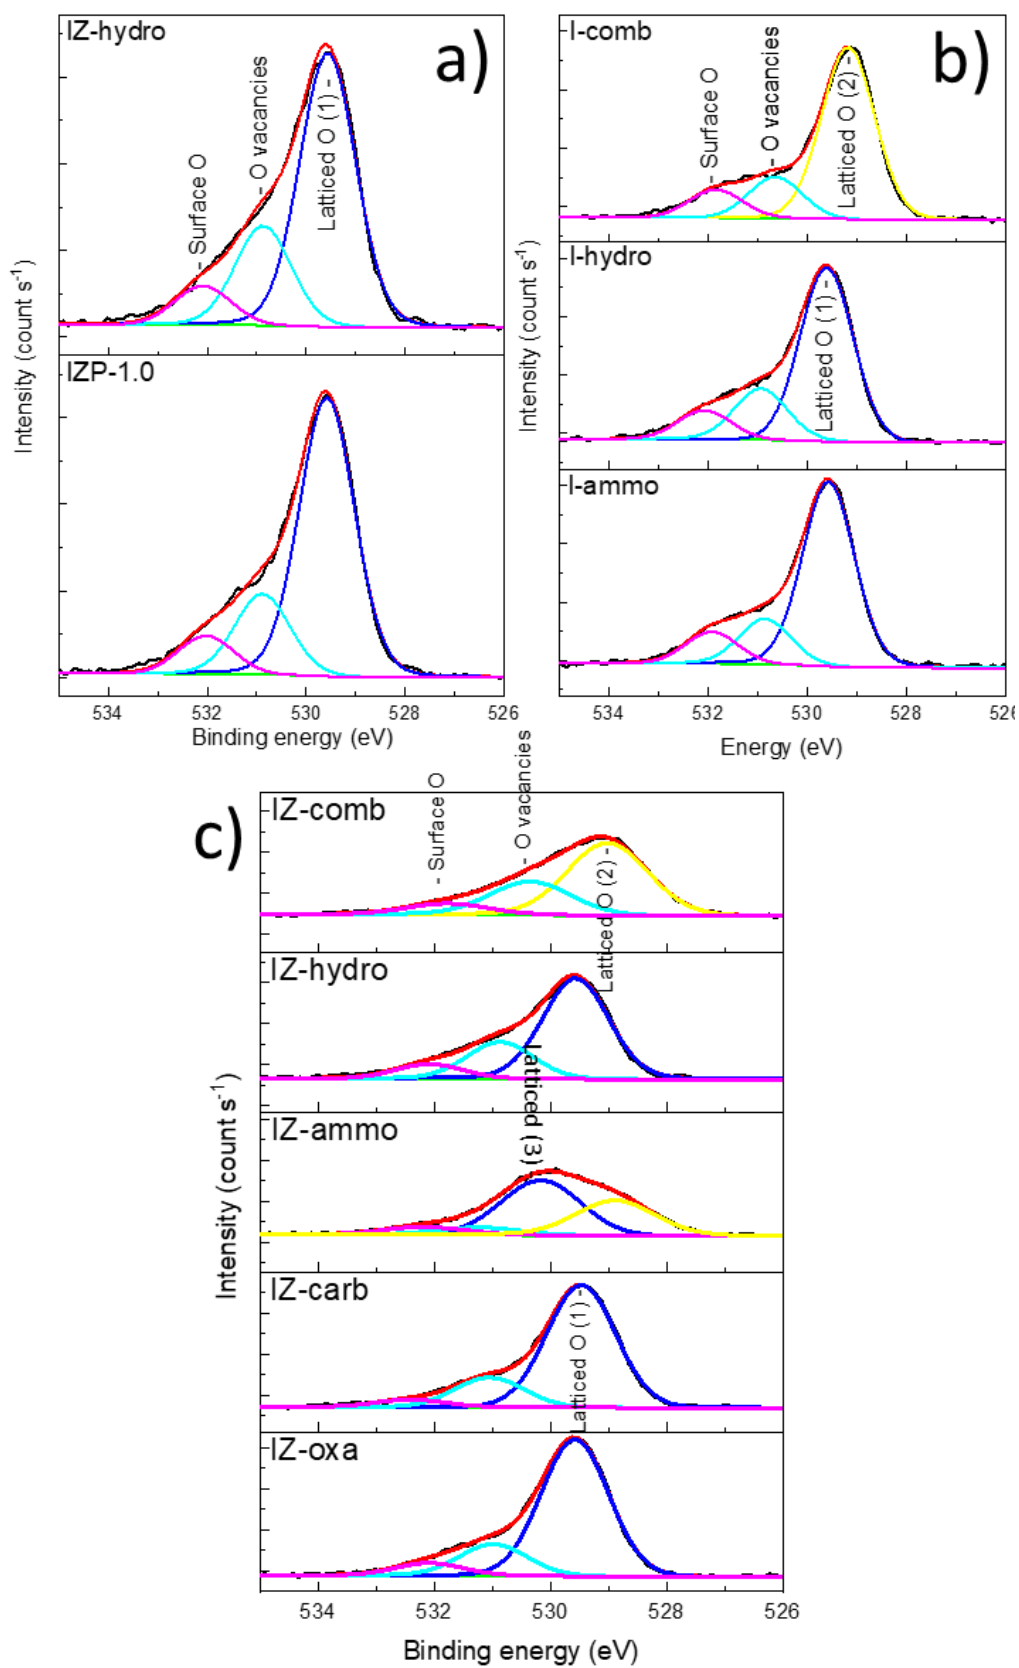 IZ-hydro
a)
- Surface O
- O vacancies
Latticed O (1) -
IZP-1.0
Intensity (count s-1)
534
532
530
528
526
Binding energy (eV)
I-comb
b)
- Surface O
- O vacancies
Latticed O (2) -
I-hydro
Latticed O (1) -
I-ammo
Intensity (count s-1)
534
532
530
528
526
Energy (eV)
c)
IZ-comb
- Surface O
- O vacancies
Latticed O (2) -
IZ-hydro
Latticed (3)
IZ-ammo
IZ-carb
Latticed O (1) -
IZ-oxa
Intensity (count s-1)
534
532
530
528
526
Binding energy (eV)